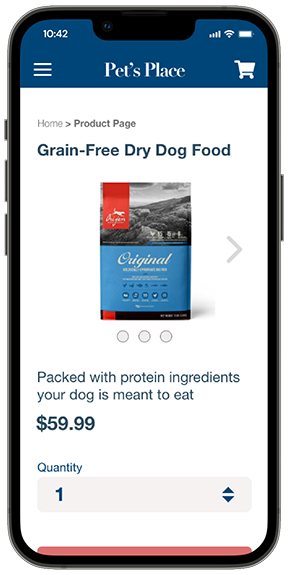 10:42
Pet's Place
Home > Product Page
Grain-Free Dry Dog Food
Original
Packed with protein ingredients
your dog is meant to eat
$59.99
Quantity
1